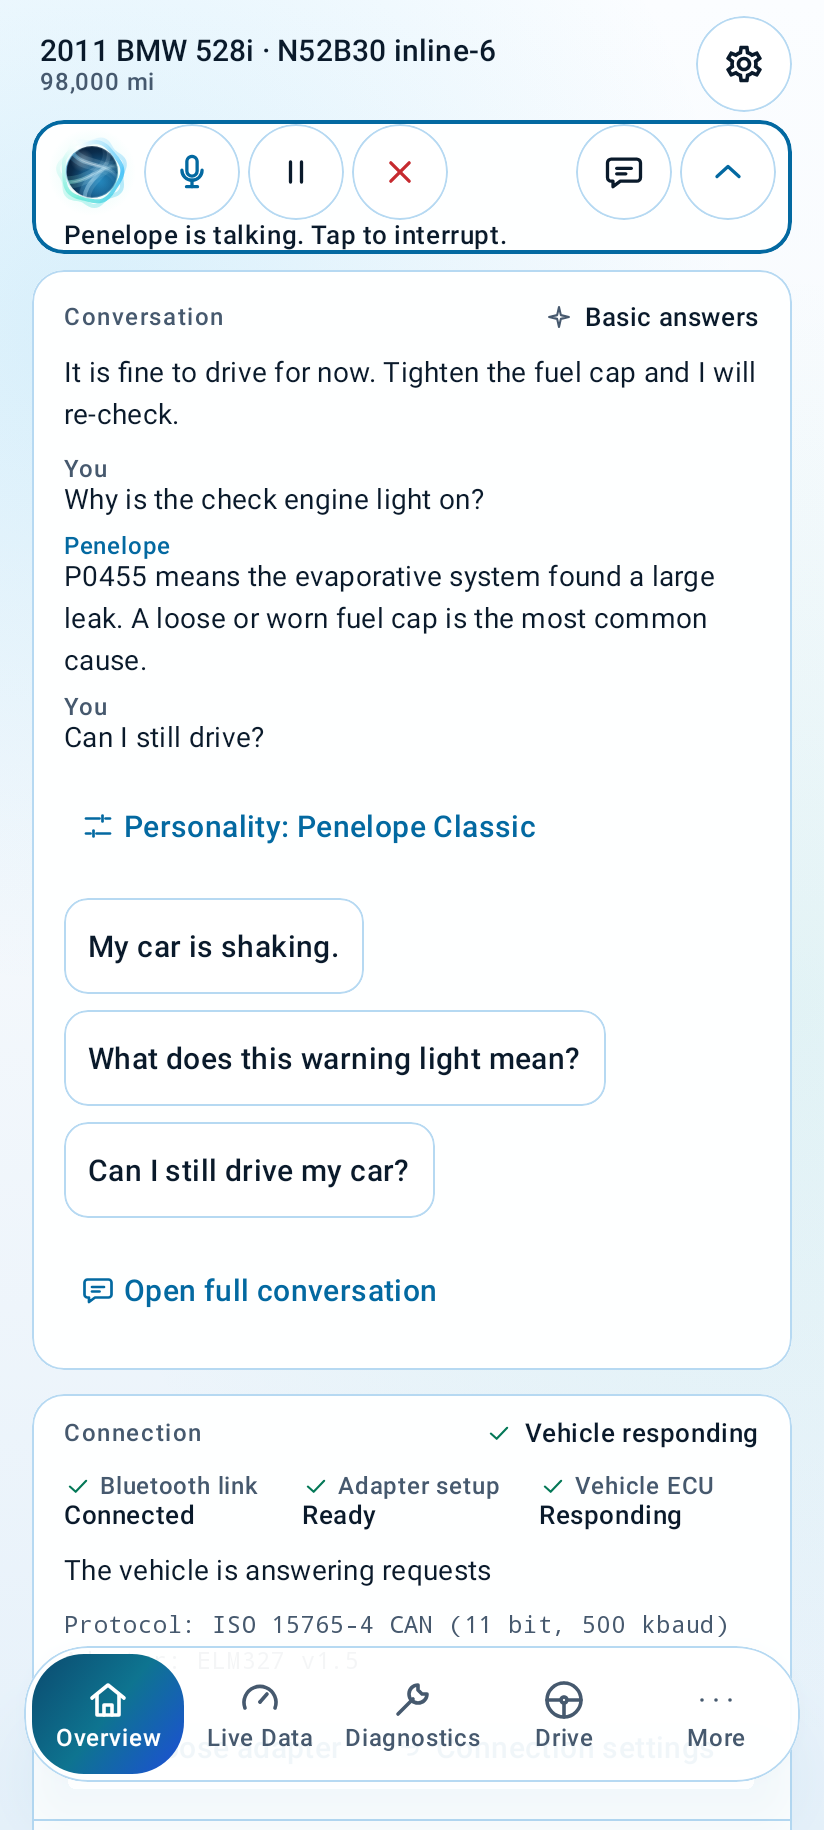 2011 BMW 528i · N52B30 inline-6
98,000 mi
Penelope is talking. Tap to interrupt.
Conversation
Basic answers
It is fine to drive for now. Tighten the fuel cap and I will
re-check.
You
Why is the check engine light on?
Penelope
P0455 means the evaporative system found a large
leak. A loose or worn fuel cap is the most common
cause.
You
Can I still drive?
Personality: Penelope Classic
My car is shaking.
What does this warning light mean?
Can I still drive my car?
Open full conversation
Connection
Vehicle responding
Bluetooth link
Adapter setup
Vehicle ECU
Connected
Ready
Responding
The vehicle is answering requests
Protocol: ISO 15765-4 CAN (11 bit, 500 kbaud)
: ELM327 v1.5
Overview
Live Data
Diagnostics
Drive
More
adapter
Connection settings